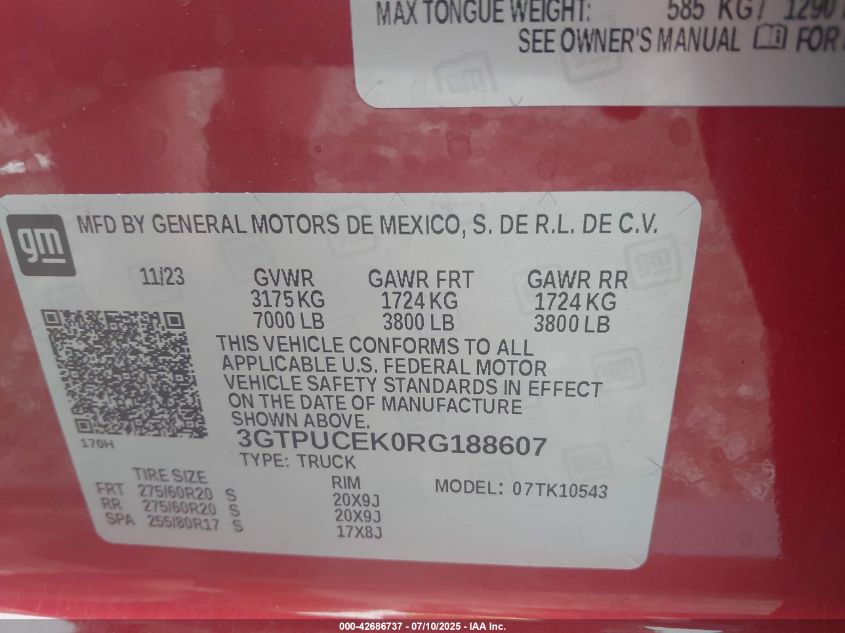 MAX TONGUE WEIGHT: 585 KG / 1290
SEE OWNER'S MANUAL FOR
gm
MFD BY GENERAL MOTORS DE MEXICO, S. DE R.L. DE C.V.
11/23 GVWR GAWR FRT GAWR RR
3175 KG 1724 KG 1724 KG
7000 LB 3800 LB 3800 LB
THIS VEHICLE CONFORMS TO ALL
APPLICABLE U.S. FEDERAL MOTOR
VEHICLE SAFETY STANDARDS IN EFFECT
ON THE DATE OF MANUFACTURE
SHOWN ABOVE.
170H
3GTPUCEK0RG188607
TYPE: TRUCK
TIRE SIZE RIM MODEL: 07TK10543
FRT 275/60R20 S 20X9J
RR 275/60R20 S 20X9J
SPA 255/80R17 S 17X8J
000-42686737 - 07/10/2025 - IAA Inc.